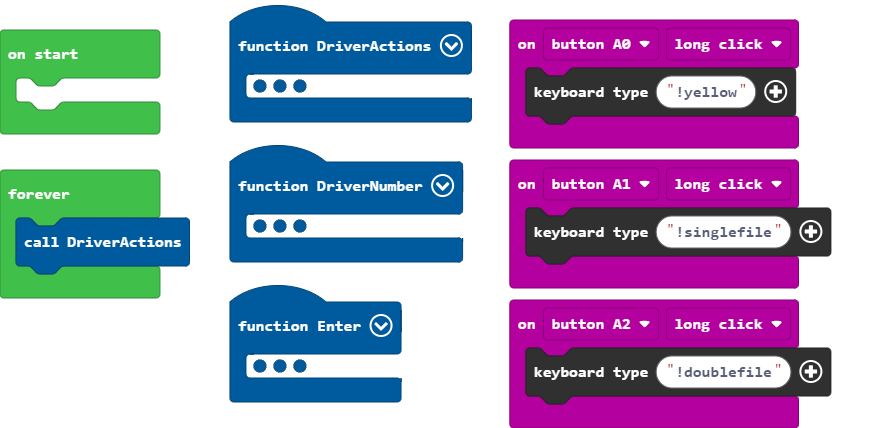 on start
forever
call DriverActions
function DriverActions
function DriverNumber
function Enter
on button A0 long click
keyboard type "!yellow"
on button A1 long click
keyboard type "!singlefile"
on button A2 long click
keyboard type "!doublefile"